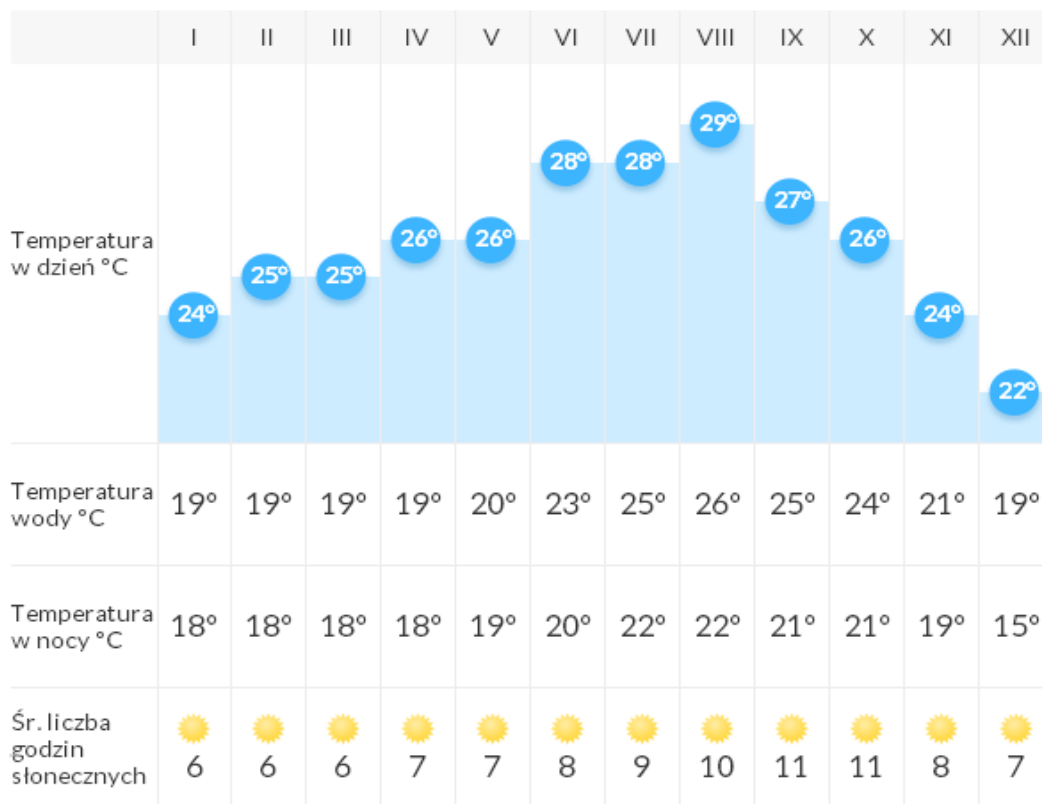 I II III IV V VI VII VIII IX X XI XII
Temperatura
w dzień °C
24° 25° 25° 26° 26° 28° 28° 29° 27° 26° 24° 22°
Temperatura
wody °C
19° 19° 19° 19° 20° 23° 25° 26° 25° 24° 21° 19°
Temperatura
w nocy °C
18° 18° 18° 18° 19° 20° 22° 22° 21° 21° 19° 15°
Śr. liczba
godzin
słonecznych
6 6 6 7 7 8 9 10 11 11 8 7